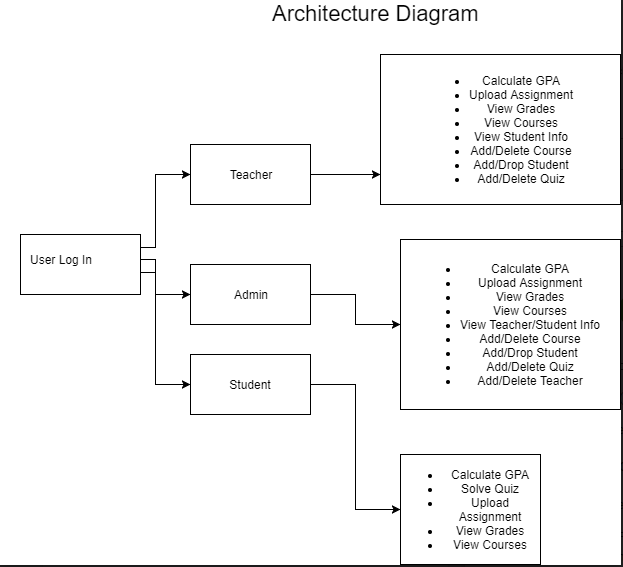 Architecture Diagram
• Calculate GPA
• Upload Assignment
• View Grades
• View Courses
• View Student Info
• Add/Delete Course
• Add/Drop Student
• Add/Delete Quiz
Teacher
User Log In
Admin
• Calculate GPA
• Upload Assignment
• View Grades
• View Courses
• View Teacher/Student Info
• Add/Delete Course
• Add/Drop Student
• Add/Delete Quiz
• Add/Delete Teacher
Student
• Calculate GPA
• Solve Quiz
• Upload
Assignment
• View Grades
• View Courses